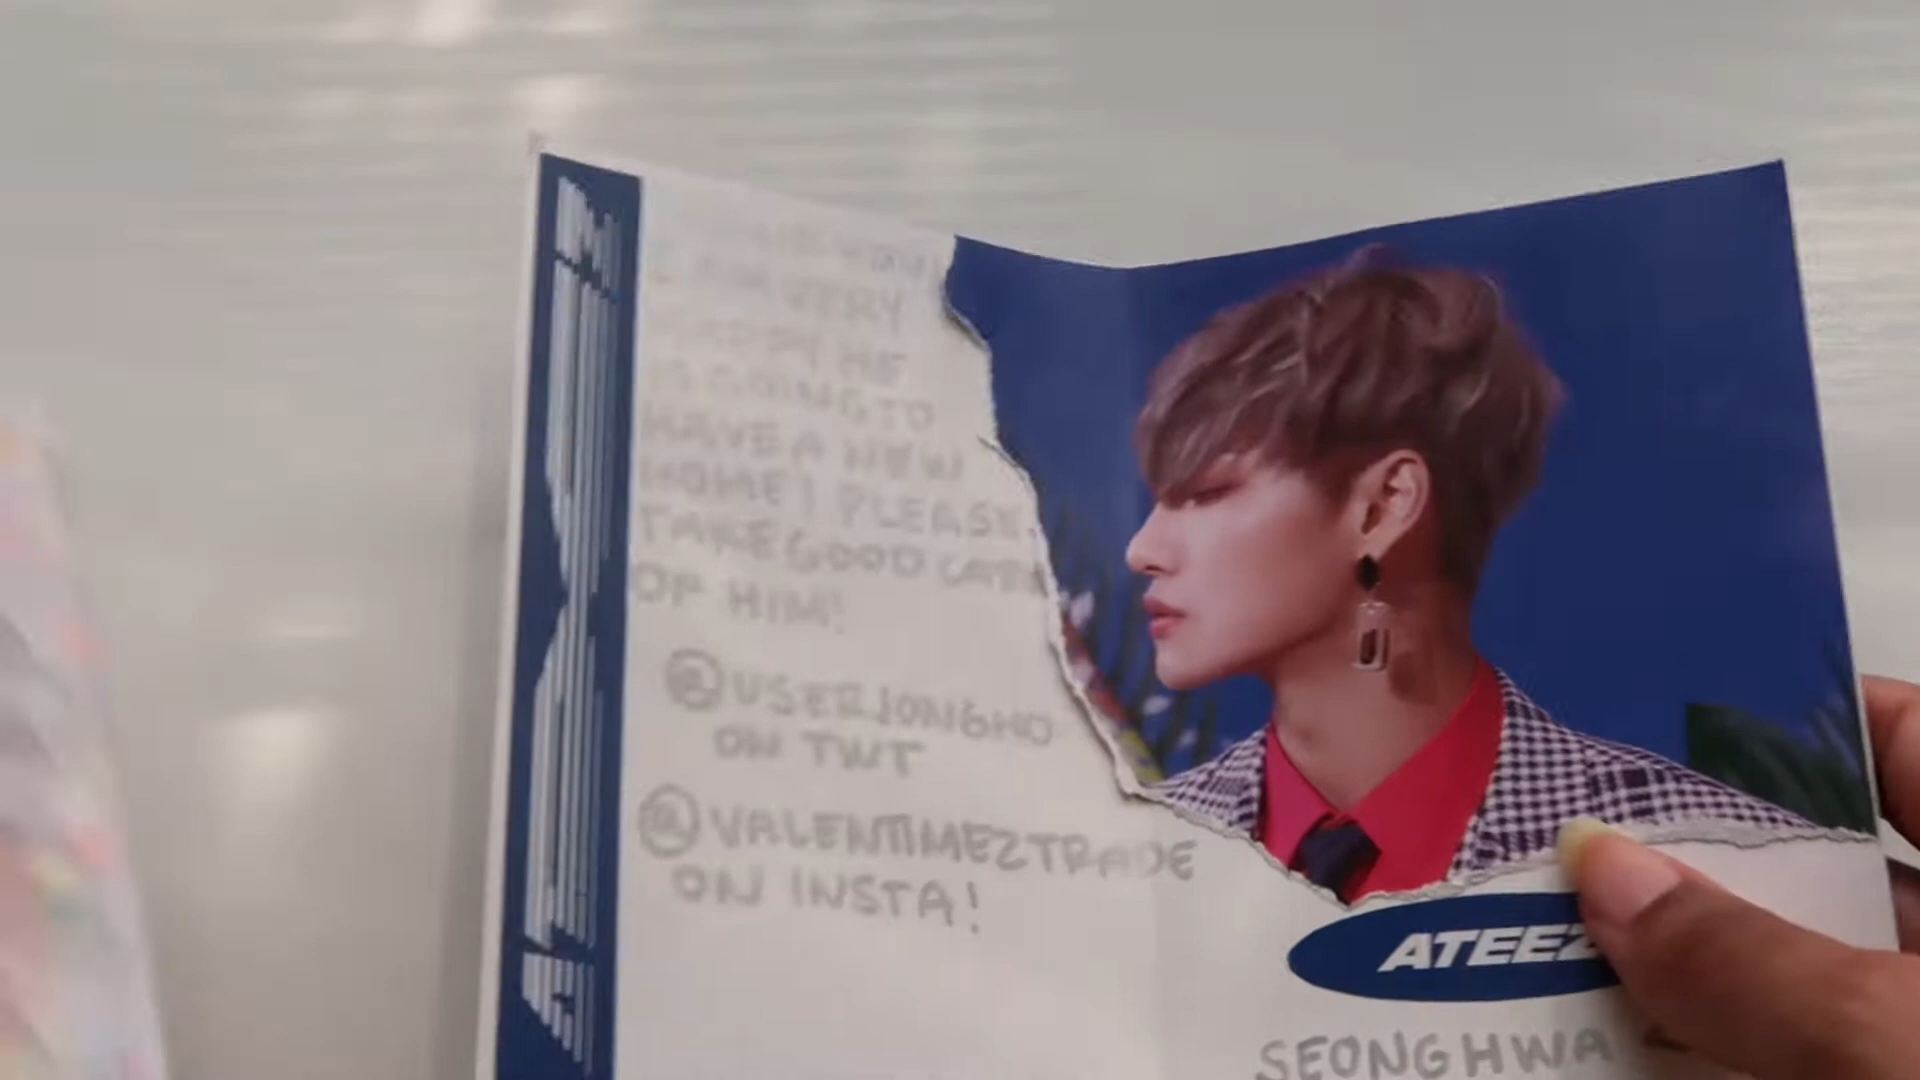 VERY
HAPPY HE
IS GOING TO
HAVE A NEW
HOME! PLEASE
TAKE GOOD CARE
OF HIM!
@USERJONGHO
ON TWT
@VALENTIMEZTRADE
ON INSTA!
ATEEZ
SEONGHWA